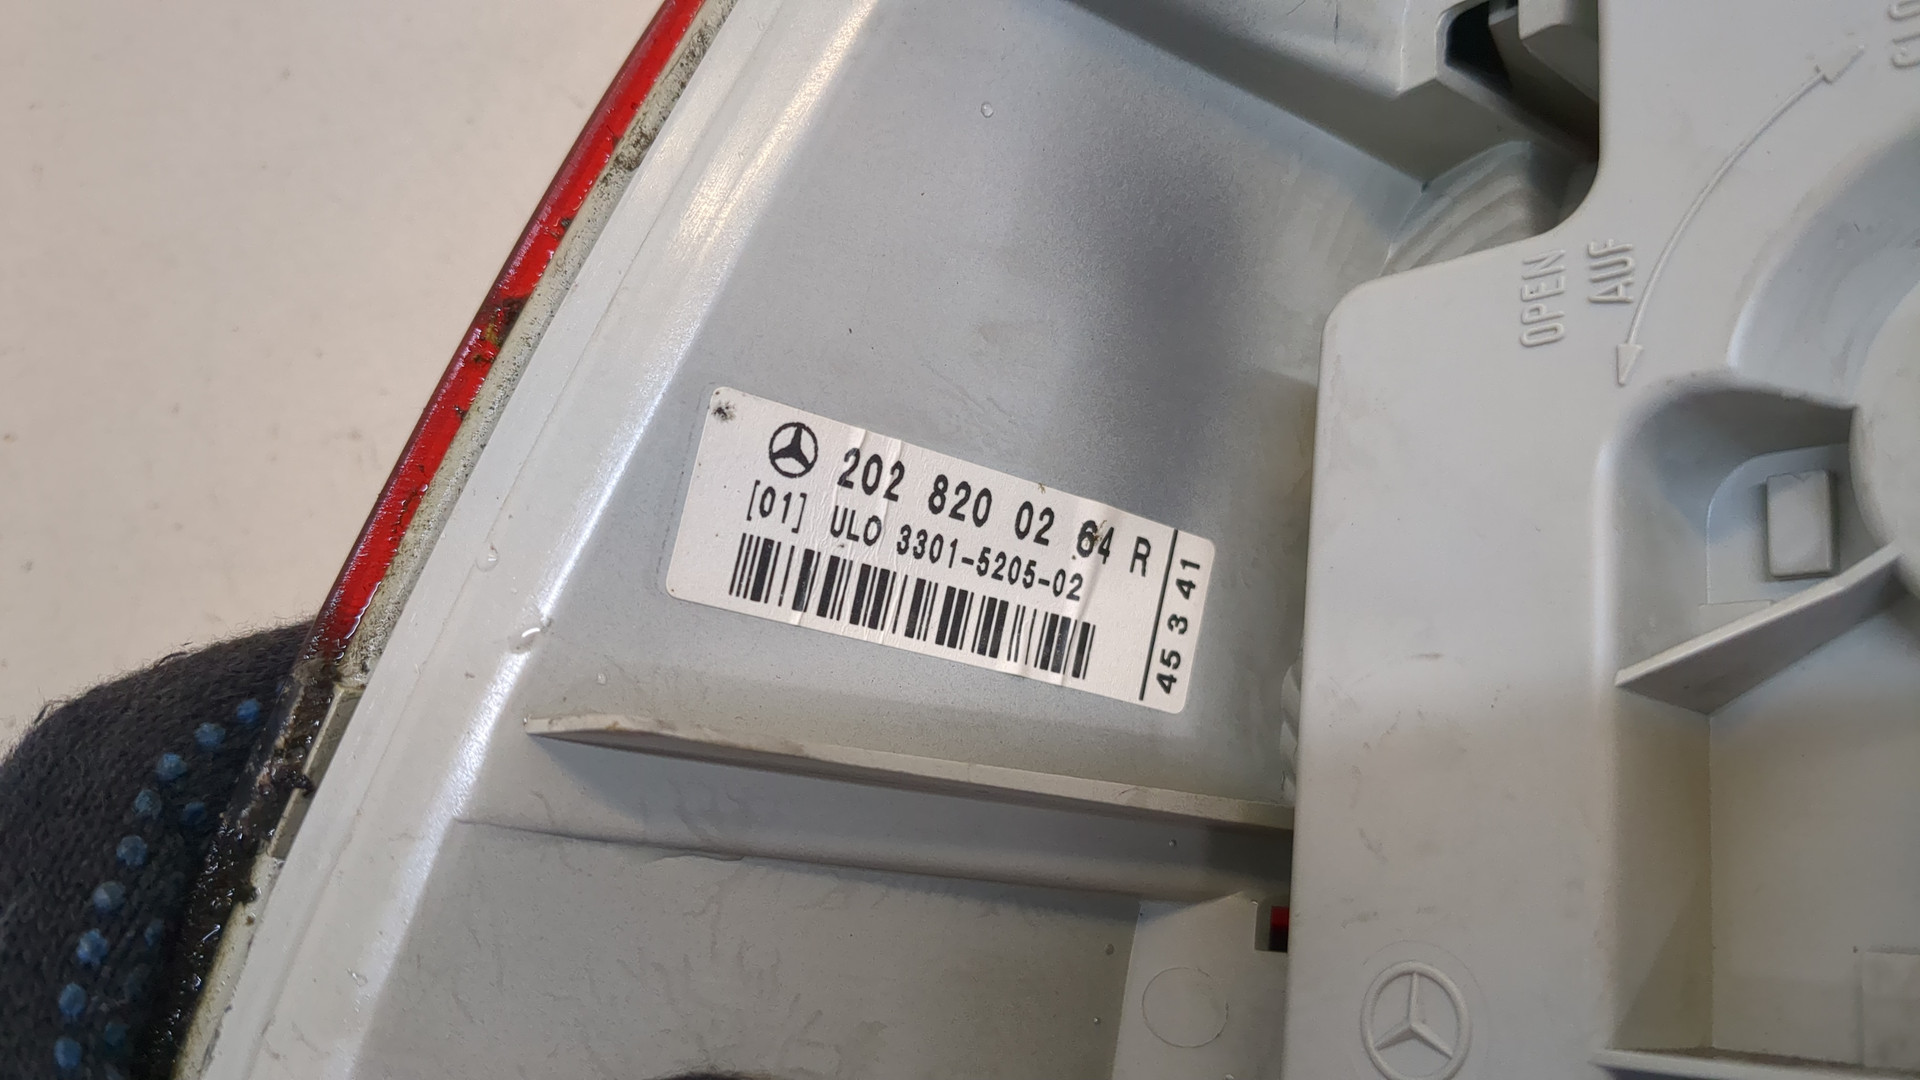 202 820 02 64 R
[01] ULO 3301-5205-02
45 3 41
OPEN
AUF